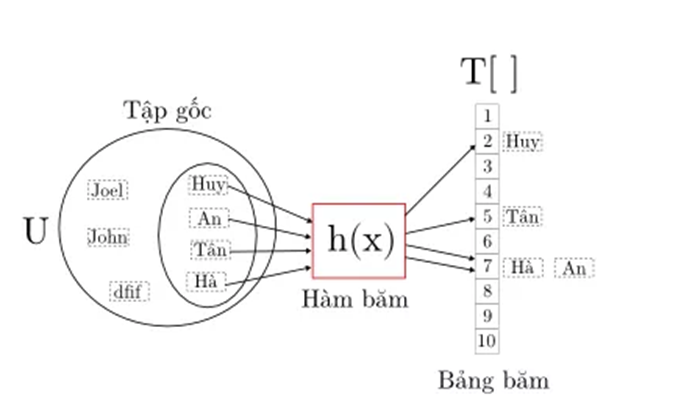 T[ ]
Tập gốc
U
Joel
John
dfif
Huy
An
Tân
Hà
h(x)
Hàm băm
1
2 Huy
3
4
5 Tân
6
7 Hà An
8
9
10
Bảng băm